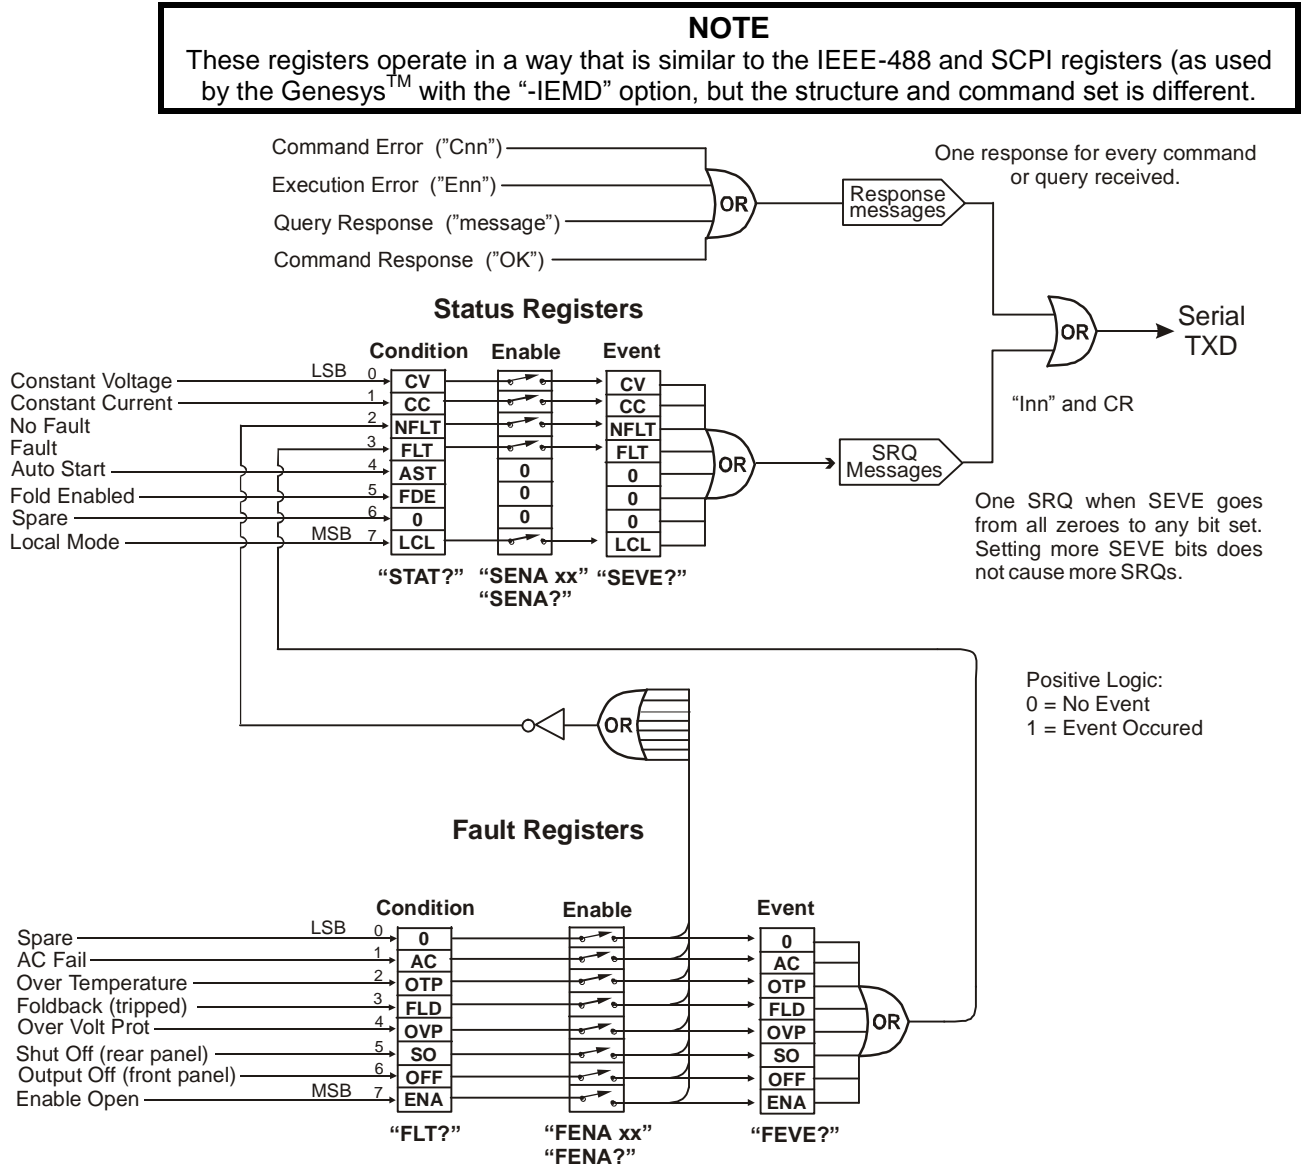 NOTE
These registers operate in a way that is similar to the IEEE-488 and SCPI registers (as used
by the Genesys™ with the “-IEMD” option, but the structure and command set is different.
Command Error ("Cnn")
Execution Error ("Enn")
Query Response ("message")
Command Response ("OK")
OR
Response
messages
One response for every command
or query received.
OR
Serial
TXD
Status Registers
Condition Enable Event
Constant Voltage LSB 0 CV CV
Constant Current 1 CC CC
No Fault 2 NFLT NFLT
Fault 3 FLT FLT
Auto Start 4 AST 0 0
Fold Enabled 5 FDE 0 0
Spare 6 0 0 0
Local Mode MSB 7 LCL LCL
“STAT?” “SENA xx” “SEVE?”
“SENA?”
OR
SRQ
Messages
“Inn” and CR
One SRQ when SEVE goes
from all zeroes to any bit set.
Setting more SEVE bits does
not cause more SRQs.
Positive Logic:
0 = No Event
1 = Event Occured
OR
Fault Registers
Condition Enable Event
Spare LSB 0 0 0
AC Fail 1 AC AC
Over Temperature 2 OTP OTP
Foldback (tripped) 3 FLD FLD
Over Volt Prot 4 OVP OVP
Shut Off (rear panel) 5 SO SO
Output Off (front panel) 6 OFF OFF
Enable Open MSB 7 ENA ENA
OR
“FLT?” “FENA xx” “FEVE?”
“FENA?”